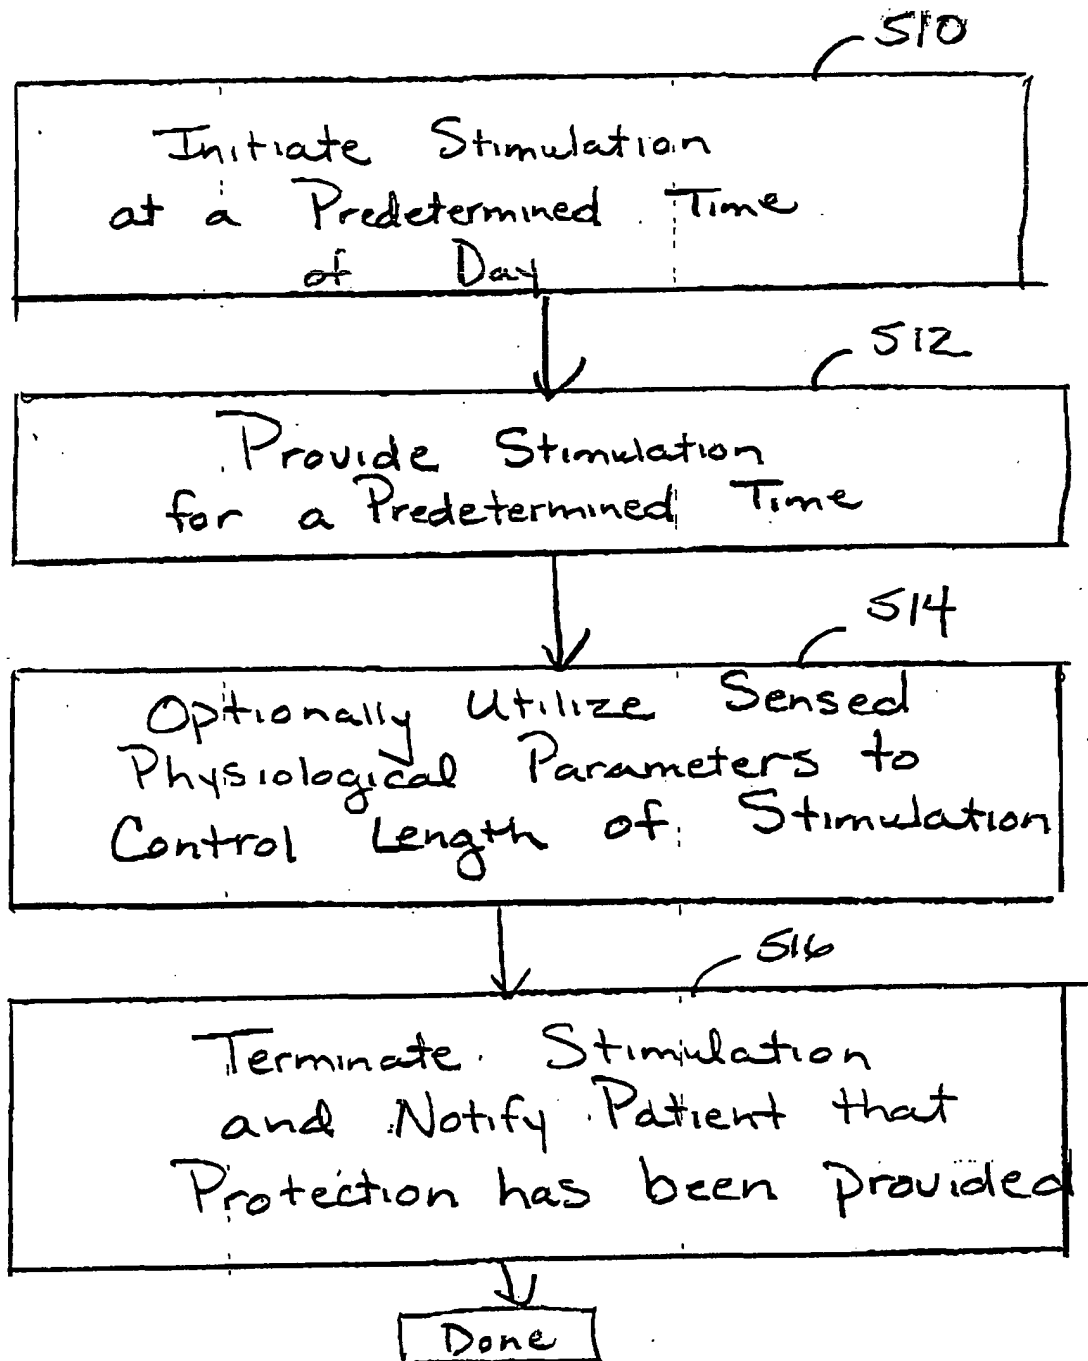 510
Initiate Stimulation
at a Predetermined Time
of Day
512
Provide Stimulation
for a Predetermined Time
514
Optionally Utilize Sensed
Physiological Parameters to
Control Length of Stimulation
516
Terminate Stimulation
and Notify Patient that
Protection has been provided
Done